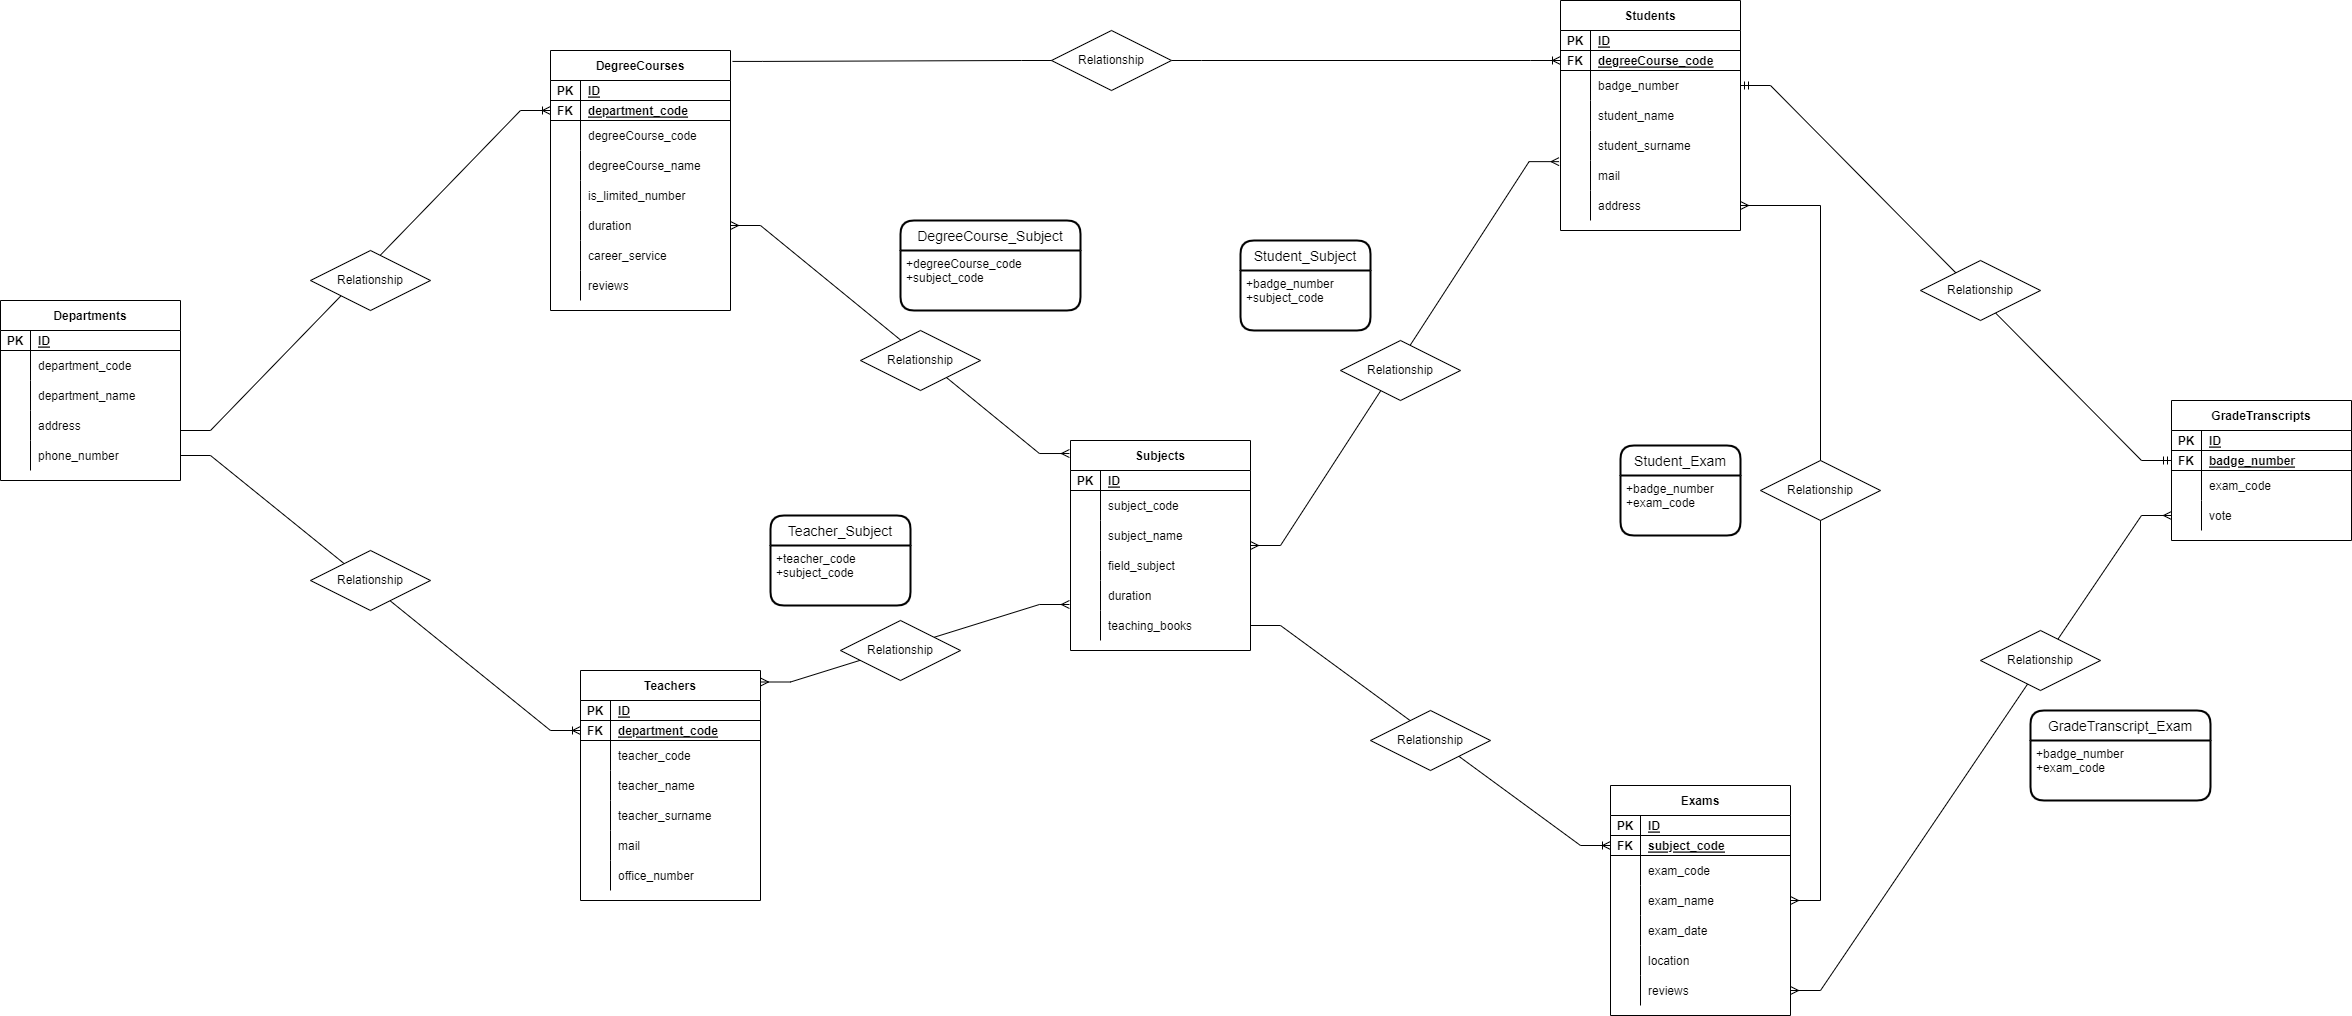 Students
PK ID
FK degreeCourse_code
badge_number
student_name
student_surname
mail
address
Relationship
DegreeCourses
PK ID
FK department_code
degreeCourse_code
degreeCourse_name
is_limited_number
duration
career_service
reviews
Relationship
DegreeCourse_Subject
+degreeCourse_code
+subject_code
Student_Subject
+badge_number
+subject_code
Relationship
Departments
PK ID
department_code
department_name
address
phone_number
Relationship
Relationship
GradeTranscripts
PK ID
FK badge_number
exam_code
vote
Subjects
PK ID
subject_code
subject_name
field_subject
duration
teaching_books
Student_Exam
+badge_number
+exam_code
Relationship
Teacher_Subject
+teacher_code
+subject_code
Relationship
Relationship
Relationship
Teachers
PK ID
FK department_code
teacher_code
teacher_name
teacher_surname
mail
office_number
Relationship
GradeTranscript_Exam
+badge_number
+exam_code
Exams
PK ID
FK subject_code
exam_code
exam_name
exam_date
location
reviews